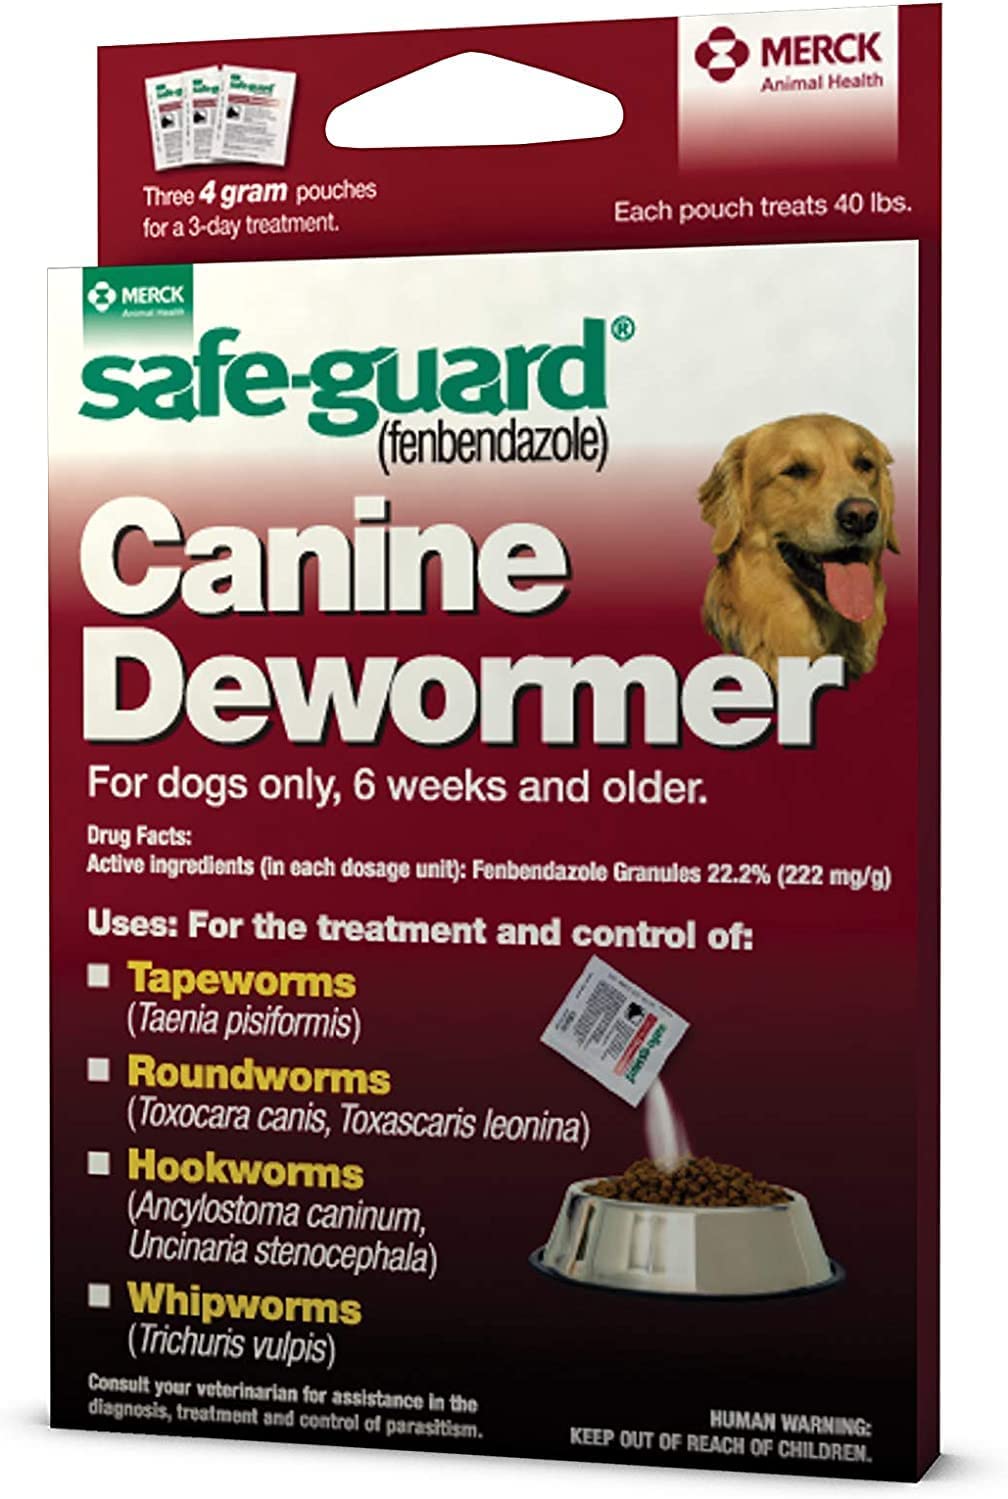 MERCK
Animal Health
Three 4 gram pouches
for a 3-day treatment.
Each pouch treats 40 lbs.
MERCK
Animal Health
safe-guard®
(fenbendazole)
Canine
Dewormer
For dogs only, 6 weeks and older.
Drug Facts:
Active ingredients (in each dosage unit): Fenbendazole Granules 22.2% (222 mg/g)
Uses: For the treatment and control of:
Tapeworms
(Taenia pisiformis)
Roundworms
(Toxocara canis, Toxascaris leonina)
Hookworms
(Ancylostoma caninum,
Uncinaria stenocephala)
Whipworms
(Trichuris vulpis)
Consult your veterinarian for assistance in the
diagnosis, treatment and control of parasitism.
HUMAN WARNING:
KEEP OUT OF REACH OF CHILDREN.
safe-guard
safe-guard